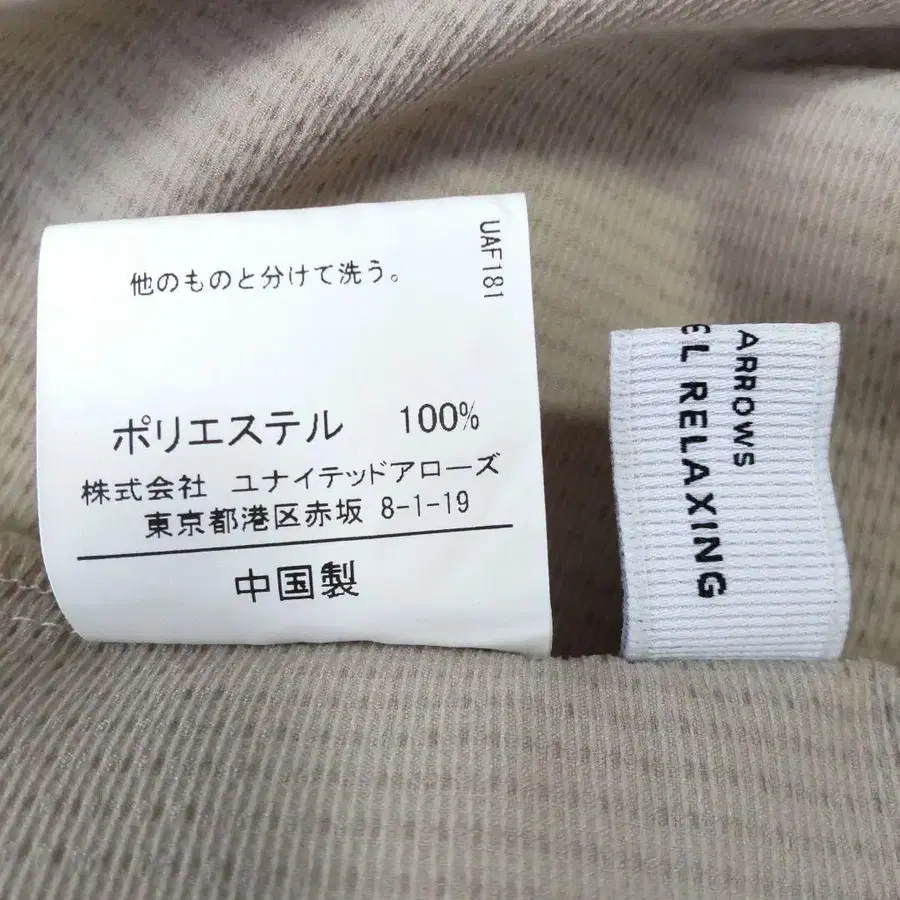 UAF181
他のものと分けて洗う。
ポリエステル 100%
株式会社 ユナイテッドアローズ
東京都港区赤坂 8-1-19
中国製
ARROWS
EL RELAXING